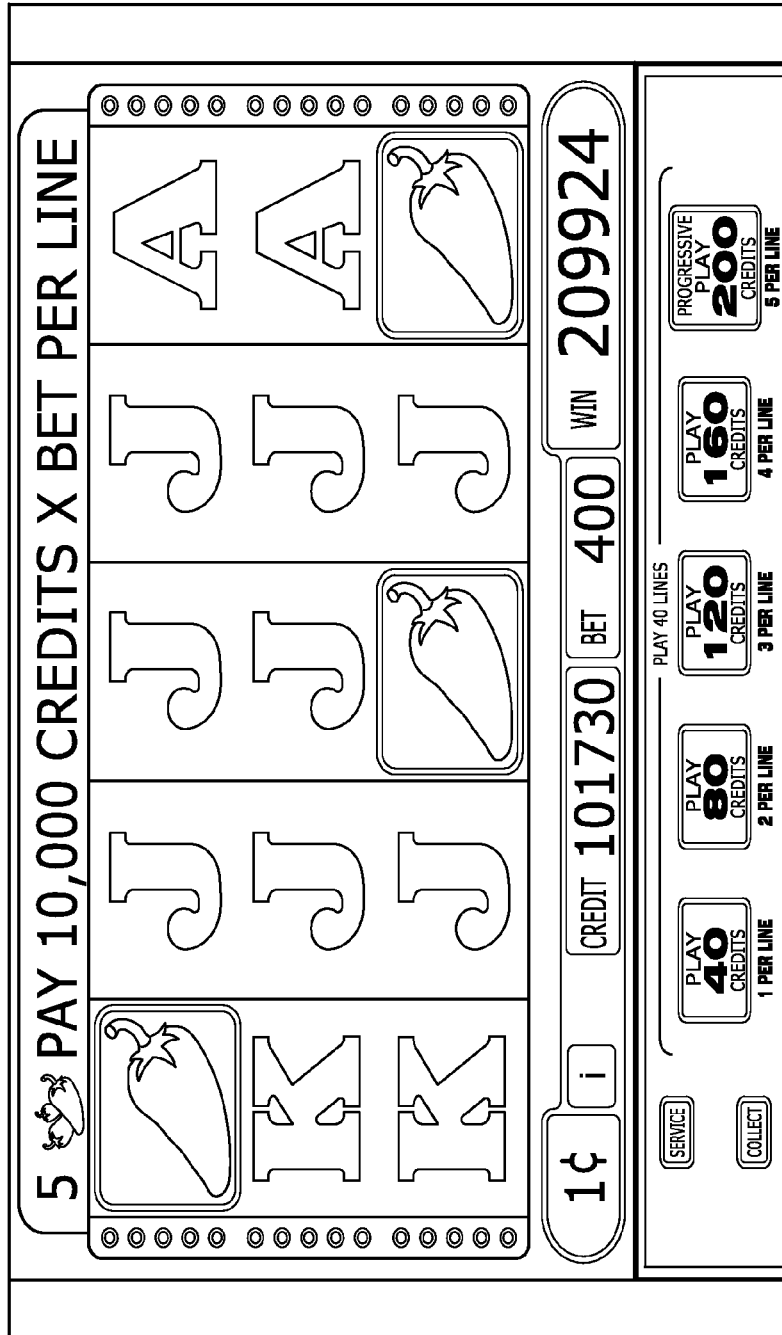 5 PAY 10,000 CREDITS X BET PER LINE
J J A
K J J J A
K J J
1¢ i CREDIT 101730 BET 400 WIN 209924
PLAY 40 LINES
SERVICE
COLLECT
PLAY
40
CREDITS
1 PER LINE
PLAY
80
CREDITS
2 PER LINE
PLAY
120
CREDITS
3 PER LINE
PLAY
160
CREDITS
4 PER LINE
PROGRESSIVE
PLAY
200
CREDITS
5 PER LINE